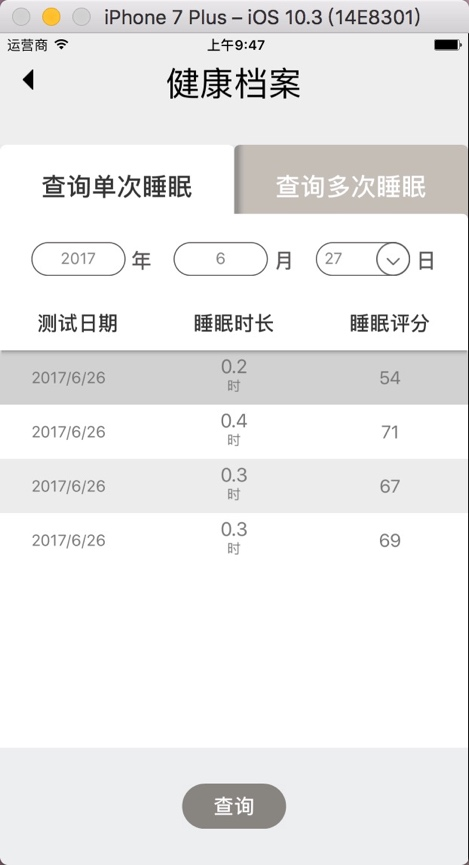 iPhone 7 Plus – iOS 10.3 (14E8301)
运营商 上午9:47
健康档案
查询单次睡眠 查询多次睡眠
2017 年 6 月 27 日
测试日期 睡眠时长 睡眠评分
2017/6/26 0.2 时 54
2017/6/26 0.4 时 71
2017/6/26 0.3 时 67
2017/6/26 0.3 时 69
查询